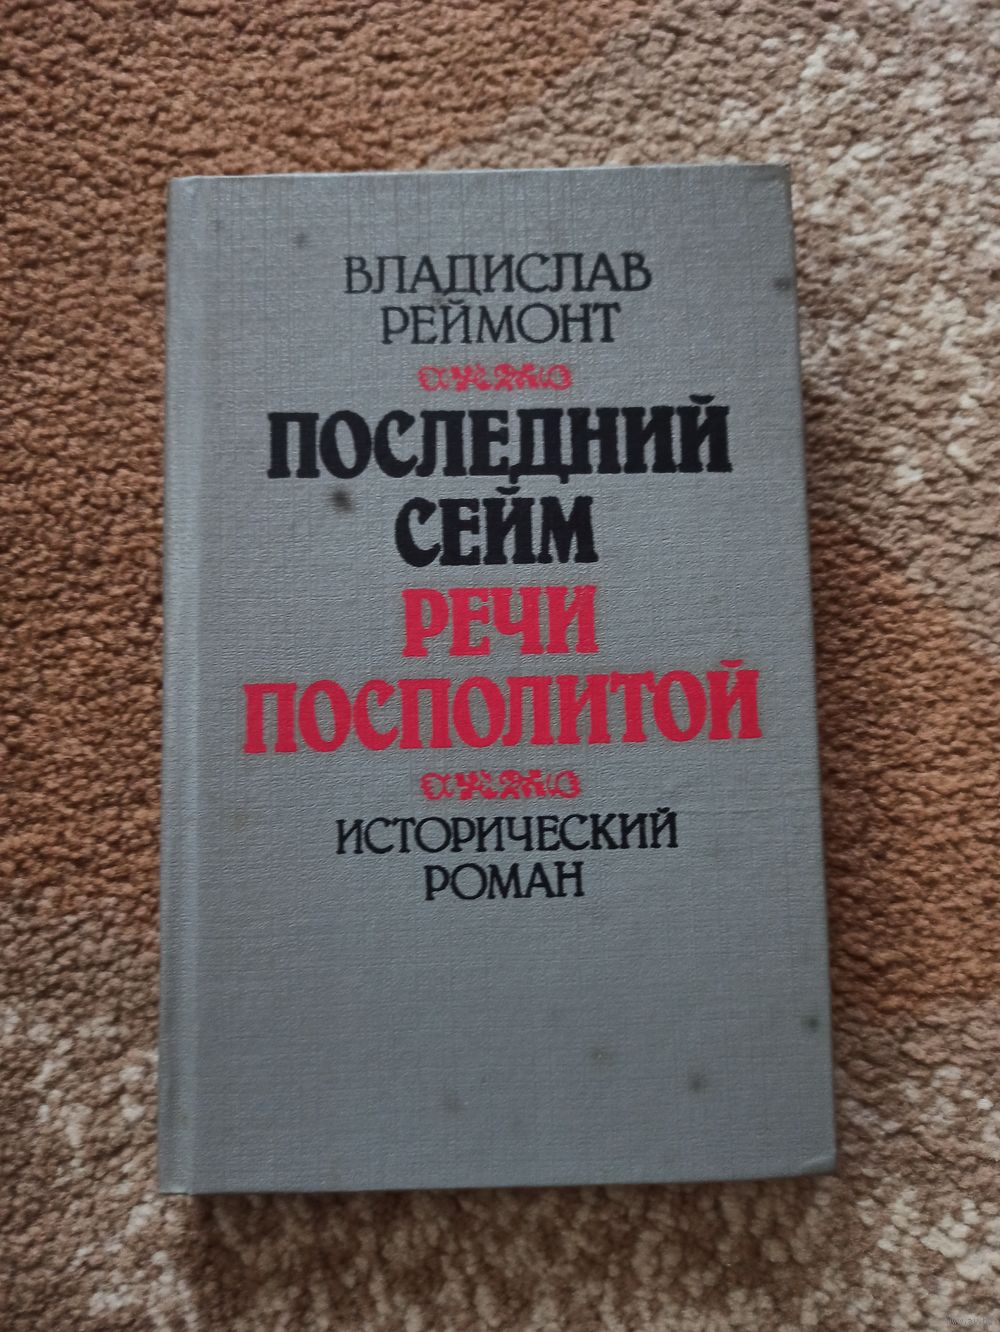 ВЛАДИСЛАВ
РЕЙМОНТ
ПОСЛЕДНИЙ
СЕЙМ
РЕЧИ
ПОСПОЛИТОЙ
ИСТОРИЧЕСКИЙ
РОМАН